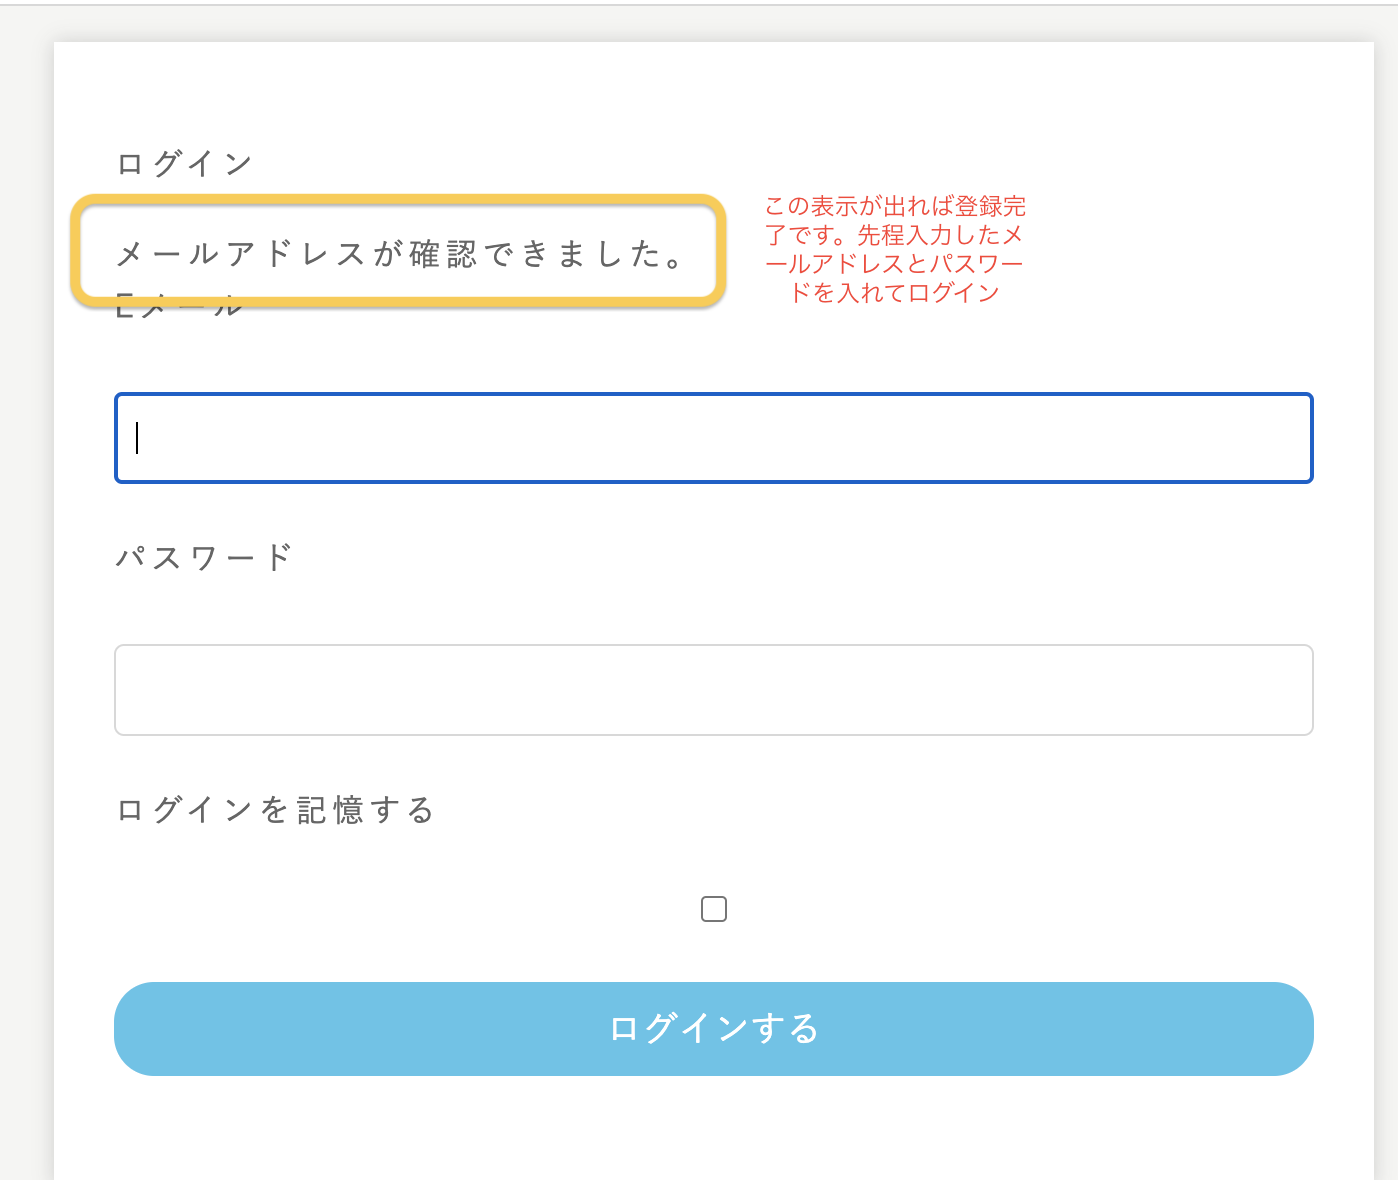 ログイン
メールアドレスが確認できました。
この表示が出れば登録完
了です。先程入力したメ
ールアドレスとパスワー
ドを入れてログイン
Eメール
パスワード
ログインを記憶する
ログインする